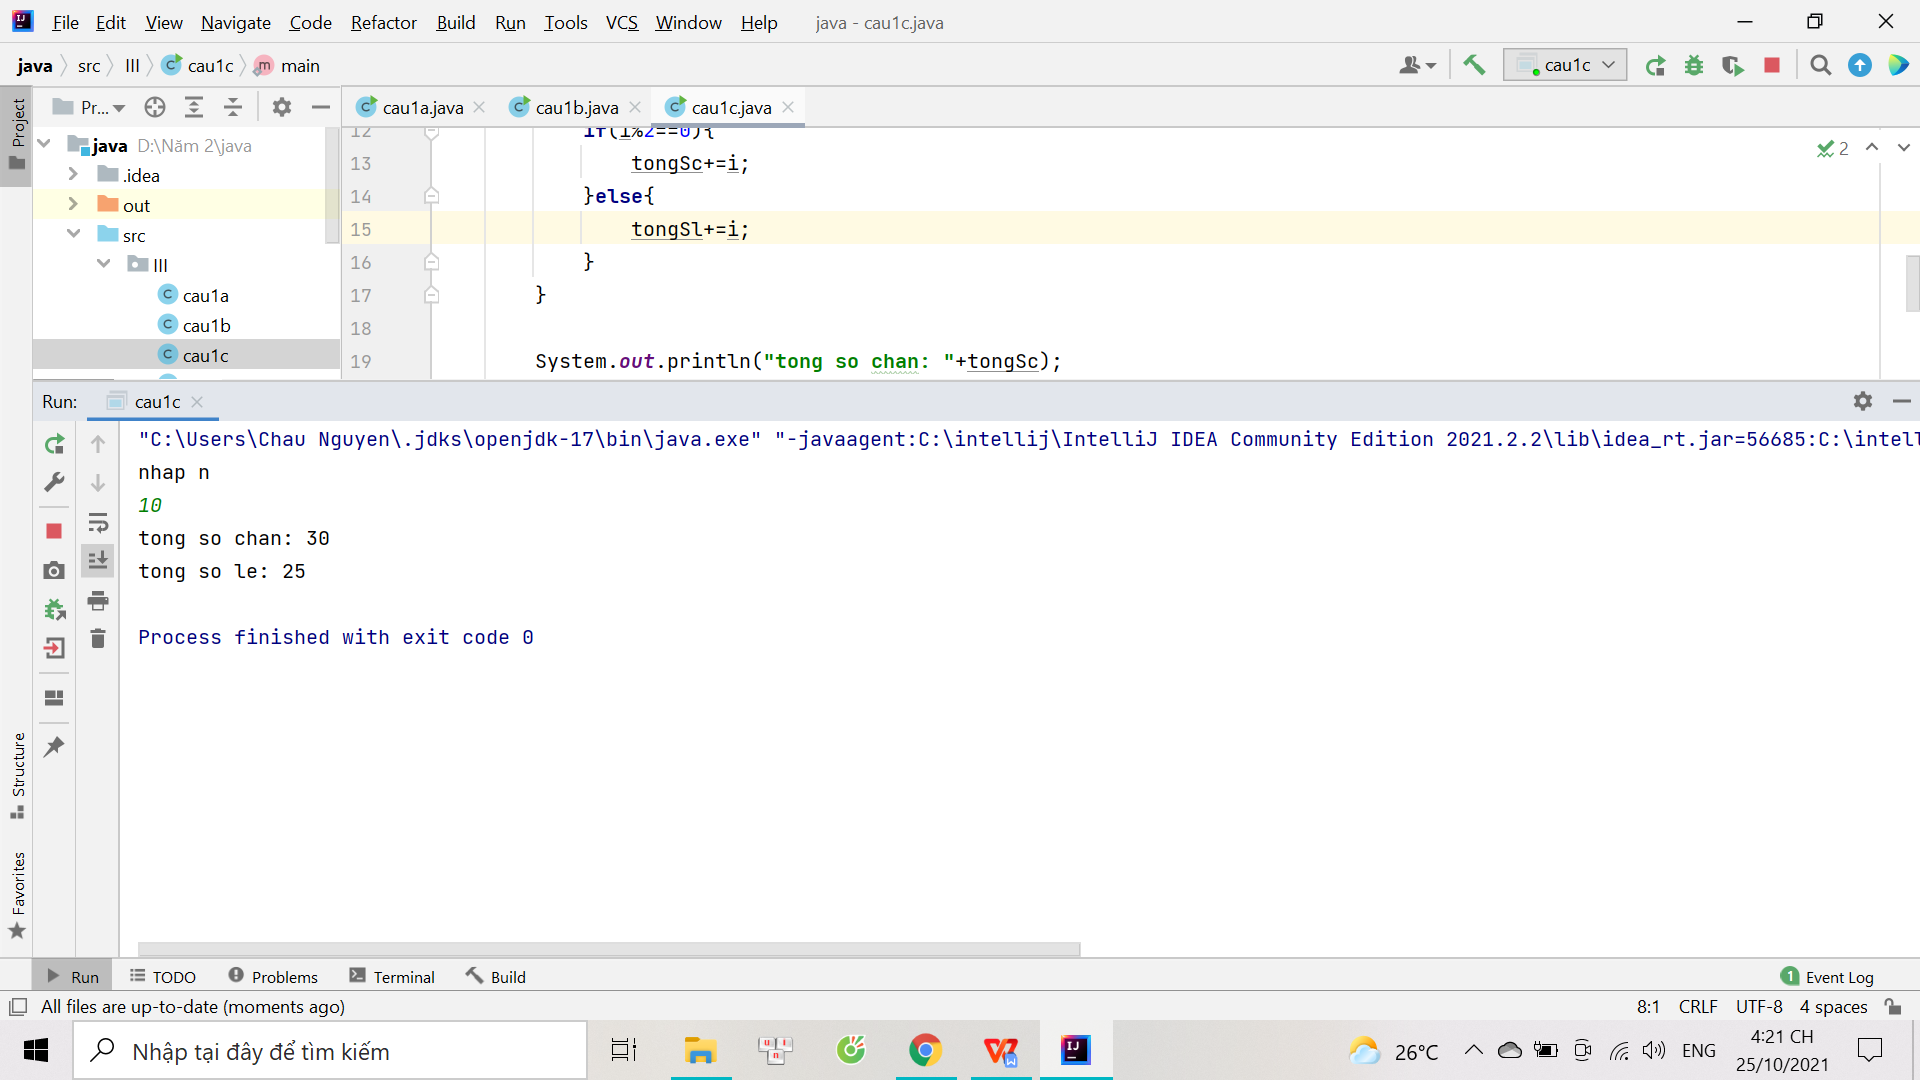 File Edit View Navigate Code Refactor Build Run Tools VCS Window Help java - cau1c.java
java src III cau1c main
cau1c
Project
Pr...
cau1a.java cau1b.java cau1c.java
java D:\Năm 2\java
.idea
out
src
III
cau1a
cau1b
cau1c
12 if(i%2==0){
13 tongSc+=i;
14 }else{
15 tongSl+=i;
16 }
17 }
18
19 System.out.println("tong so chan: "+tongSc);
2
Run: cau1c
"C:\Users\Chau Nguyen\.jdks\openjdk-17\bin\java.exe" "-javaagent:C:\intellij\IntelliJ IDEA Community Edition 2021.2.2\lib\idea_rt.jar=56685:C:\intell
nhap n
10
tong so chan: 30
tong so le: 25
Process finished with exit code 0
Structure
Favorites
Run TODO Problems Terminal Build 1 Event Log
All files are up-to-date (moments ago) 8:1 CRLF UTF-8 4 spaces
Nhập tại đây để tìm kiếm
26°C ENG
4:21 CH
25/10/2021